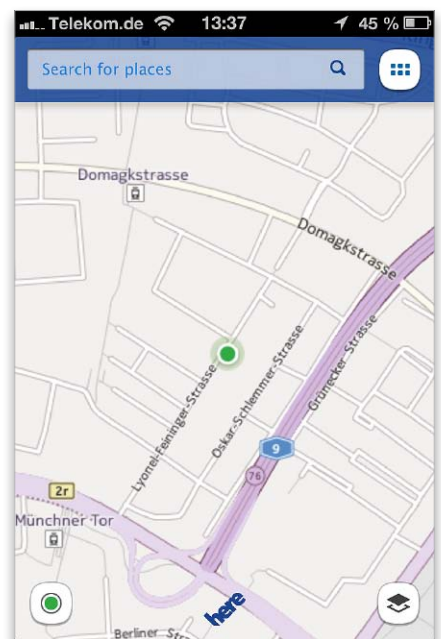 Telekom.de 13:37 45 %
Search for places
Domagkstrasse
Domagkstrasse
Grünecker Strasse
Oskar-Schlemmer-Strasse
Lyonel-Feininger-Strasse
9
76
2r
Münchner Tor
here
Berliner